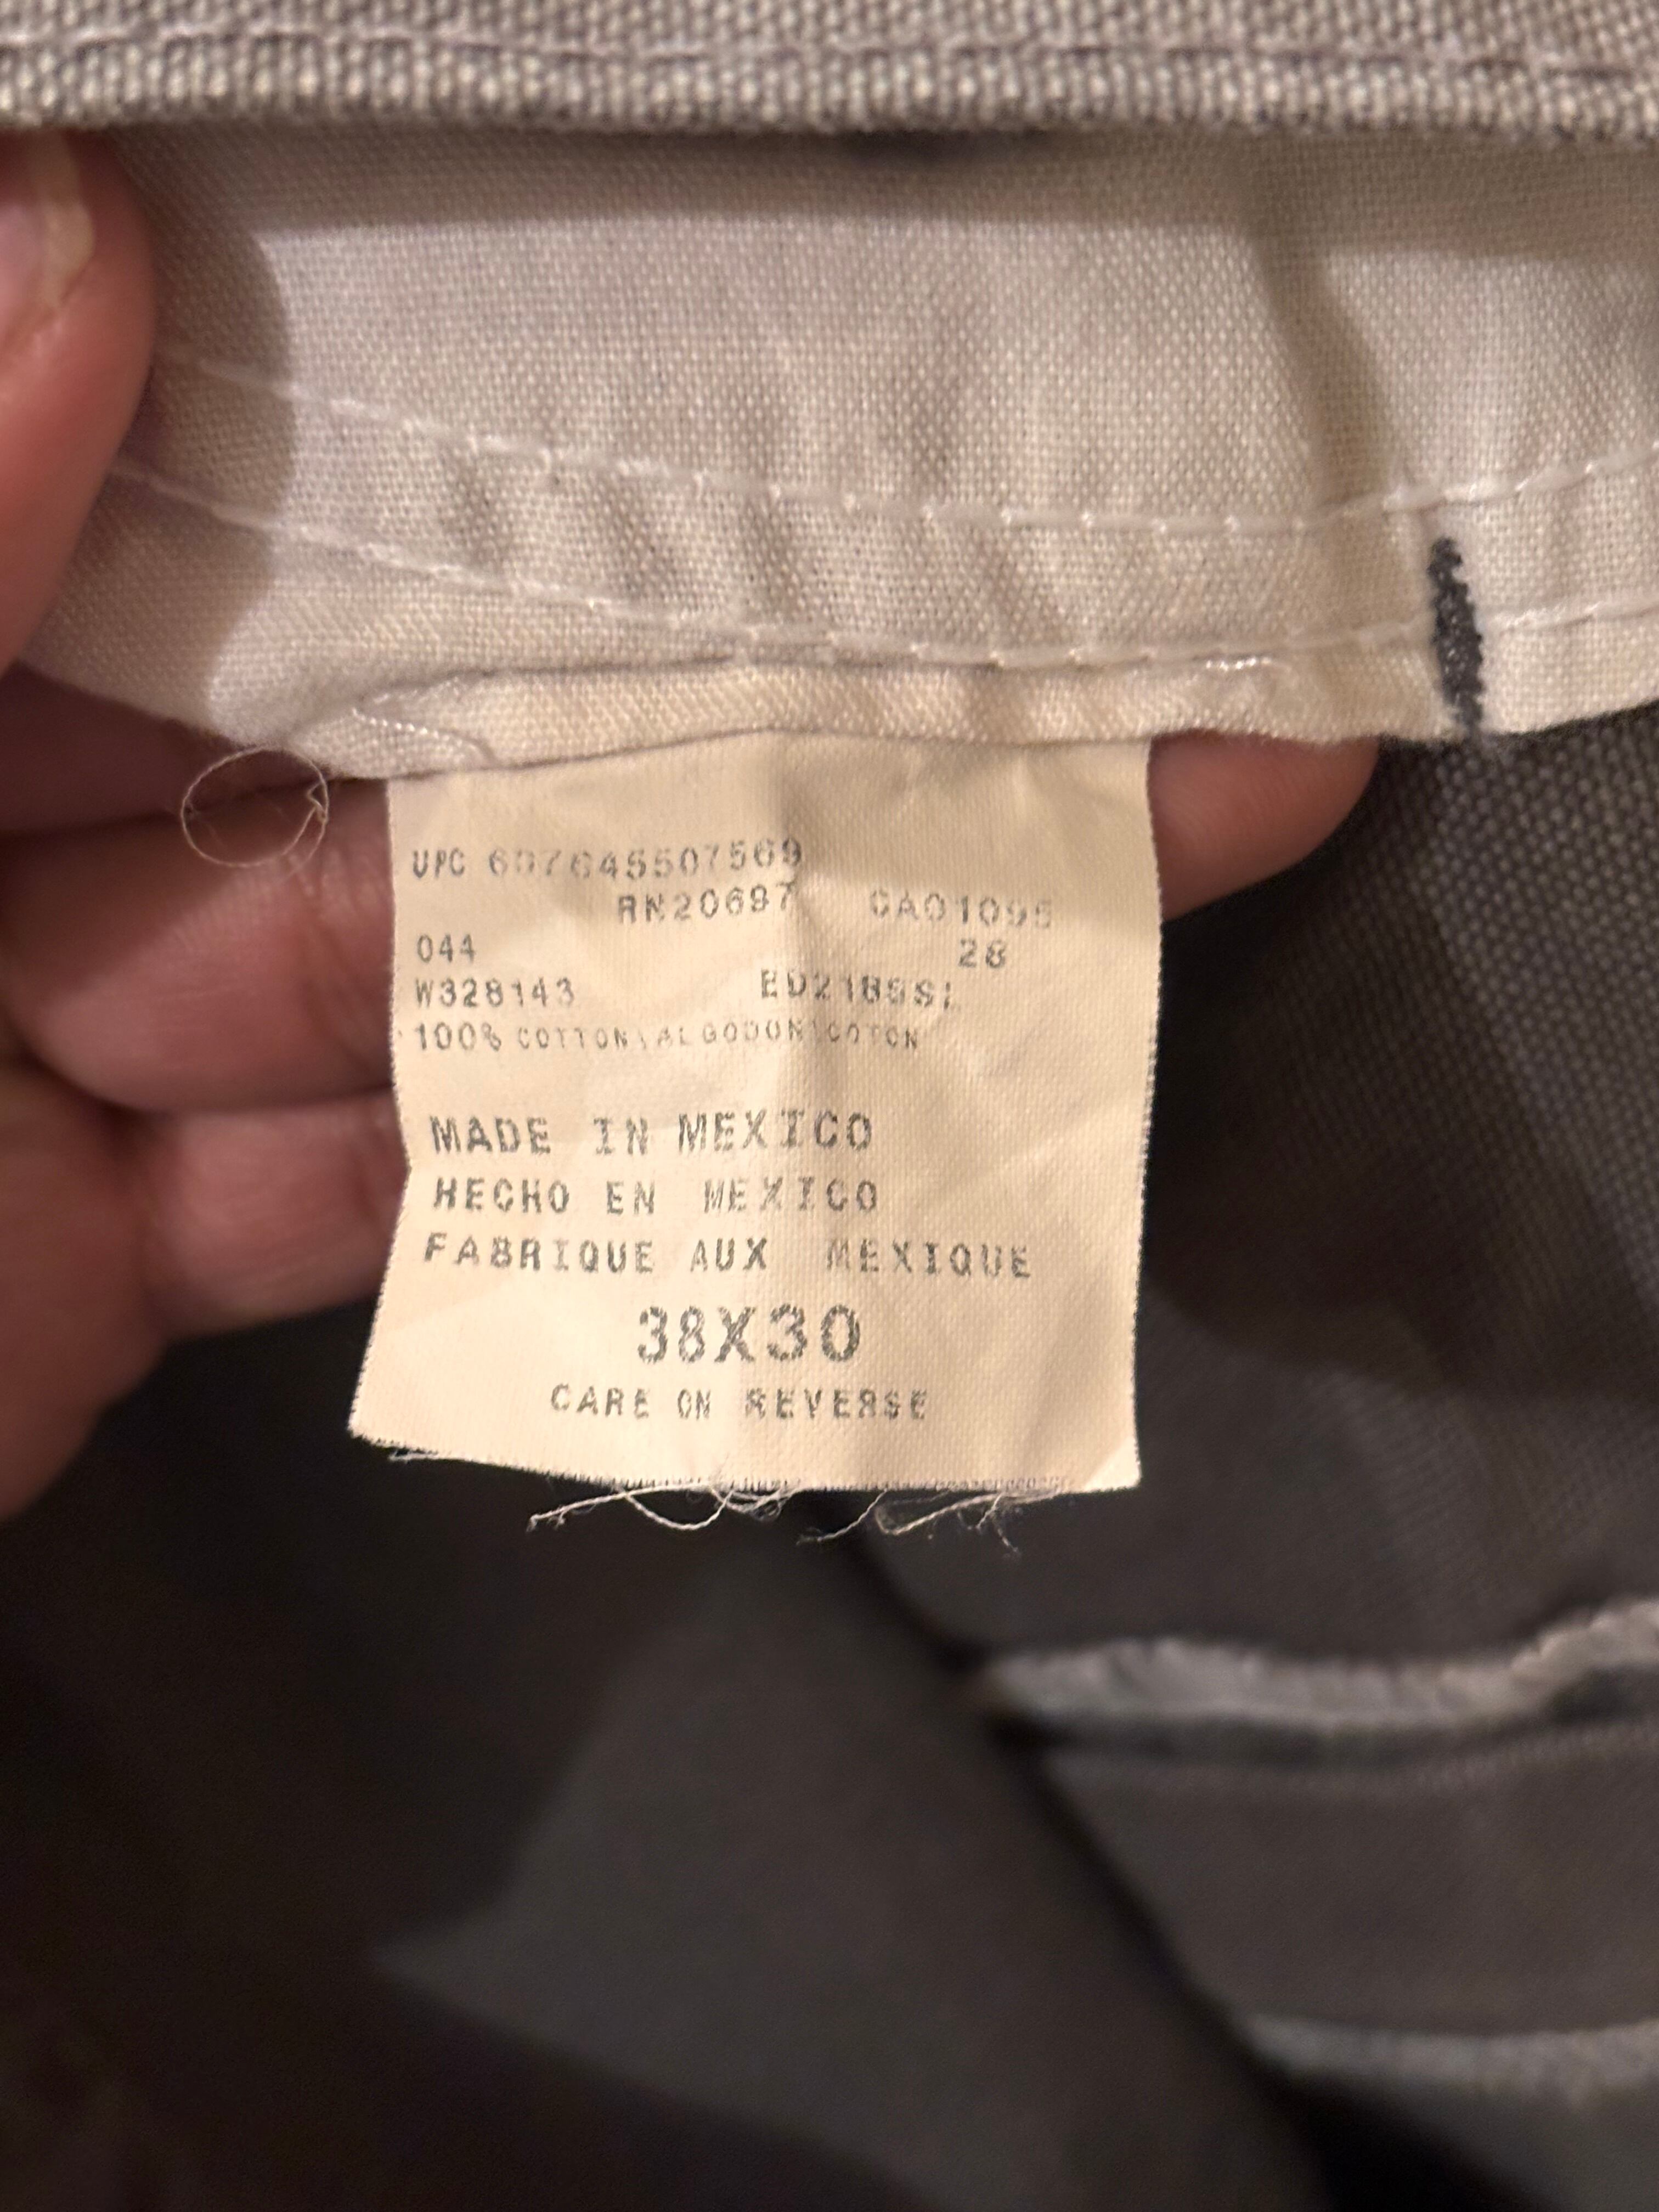 UPC 607645507569
RN20697 CA01095
044 28
W328143
100% COTTON\ALGODON\COTON
MADE IN MEXICO
HECHO EN MEXICO
FABRIQUE AUX MEXIQUE
38X30
CARE ON REVERSE